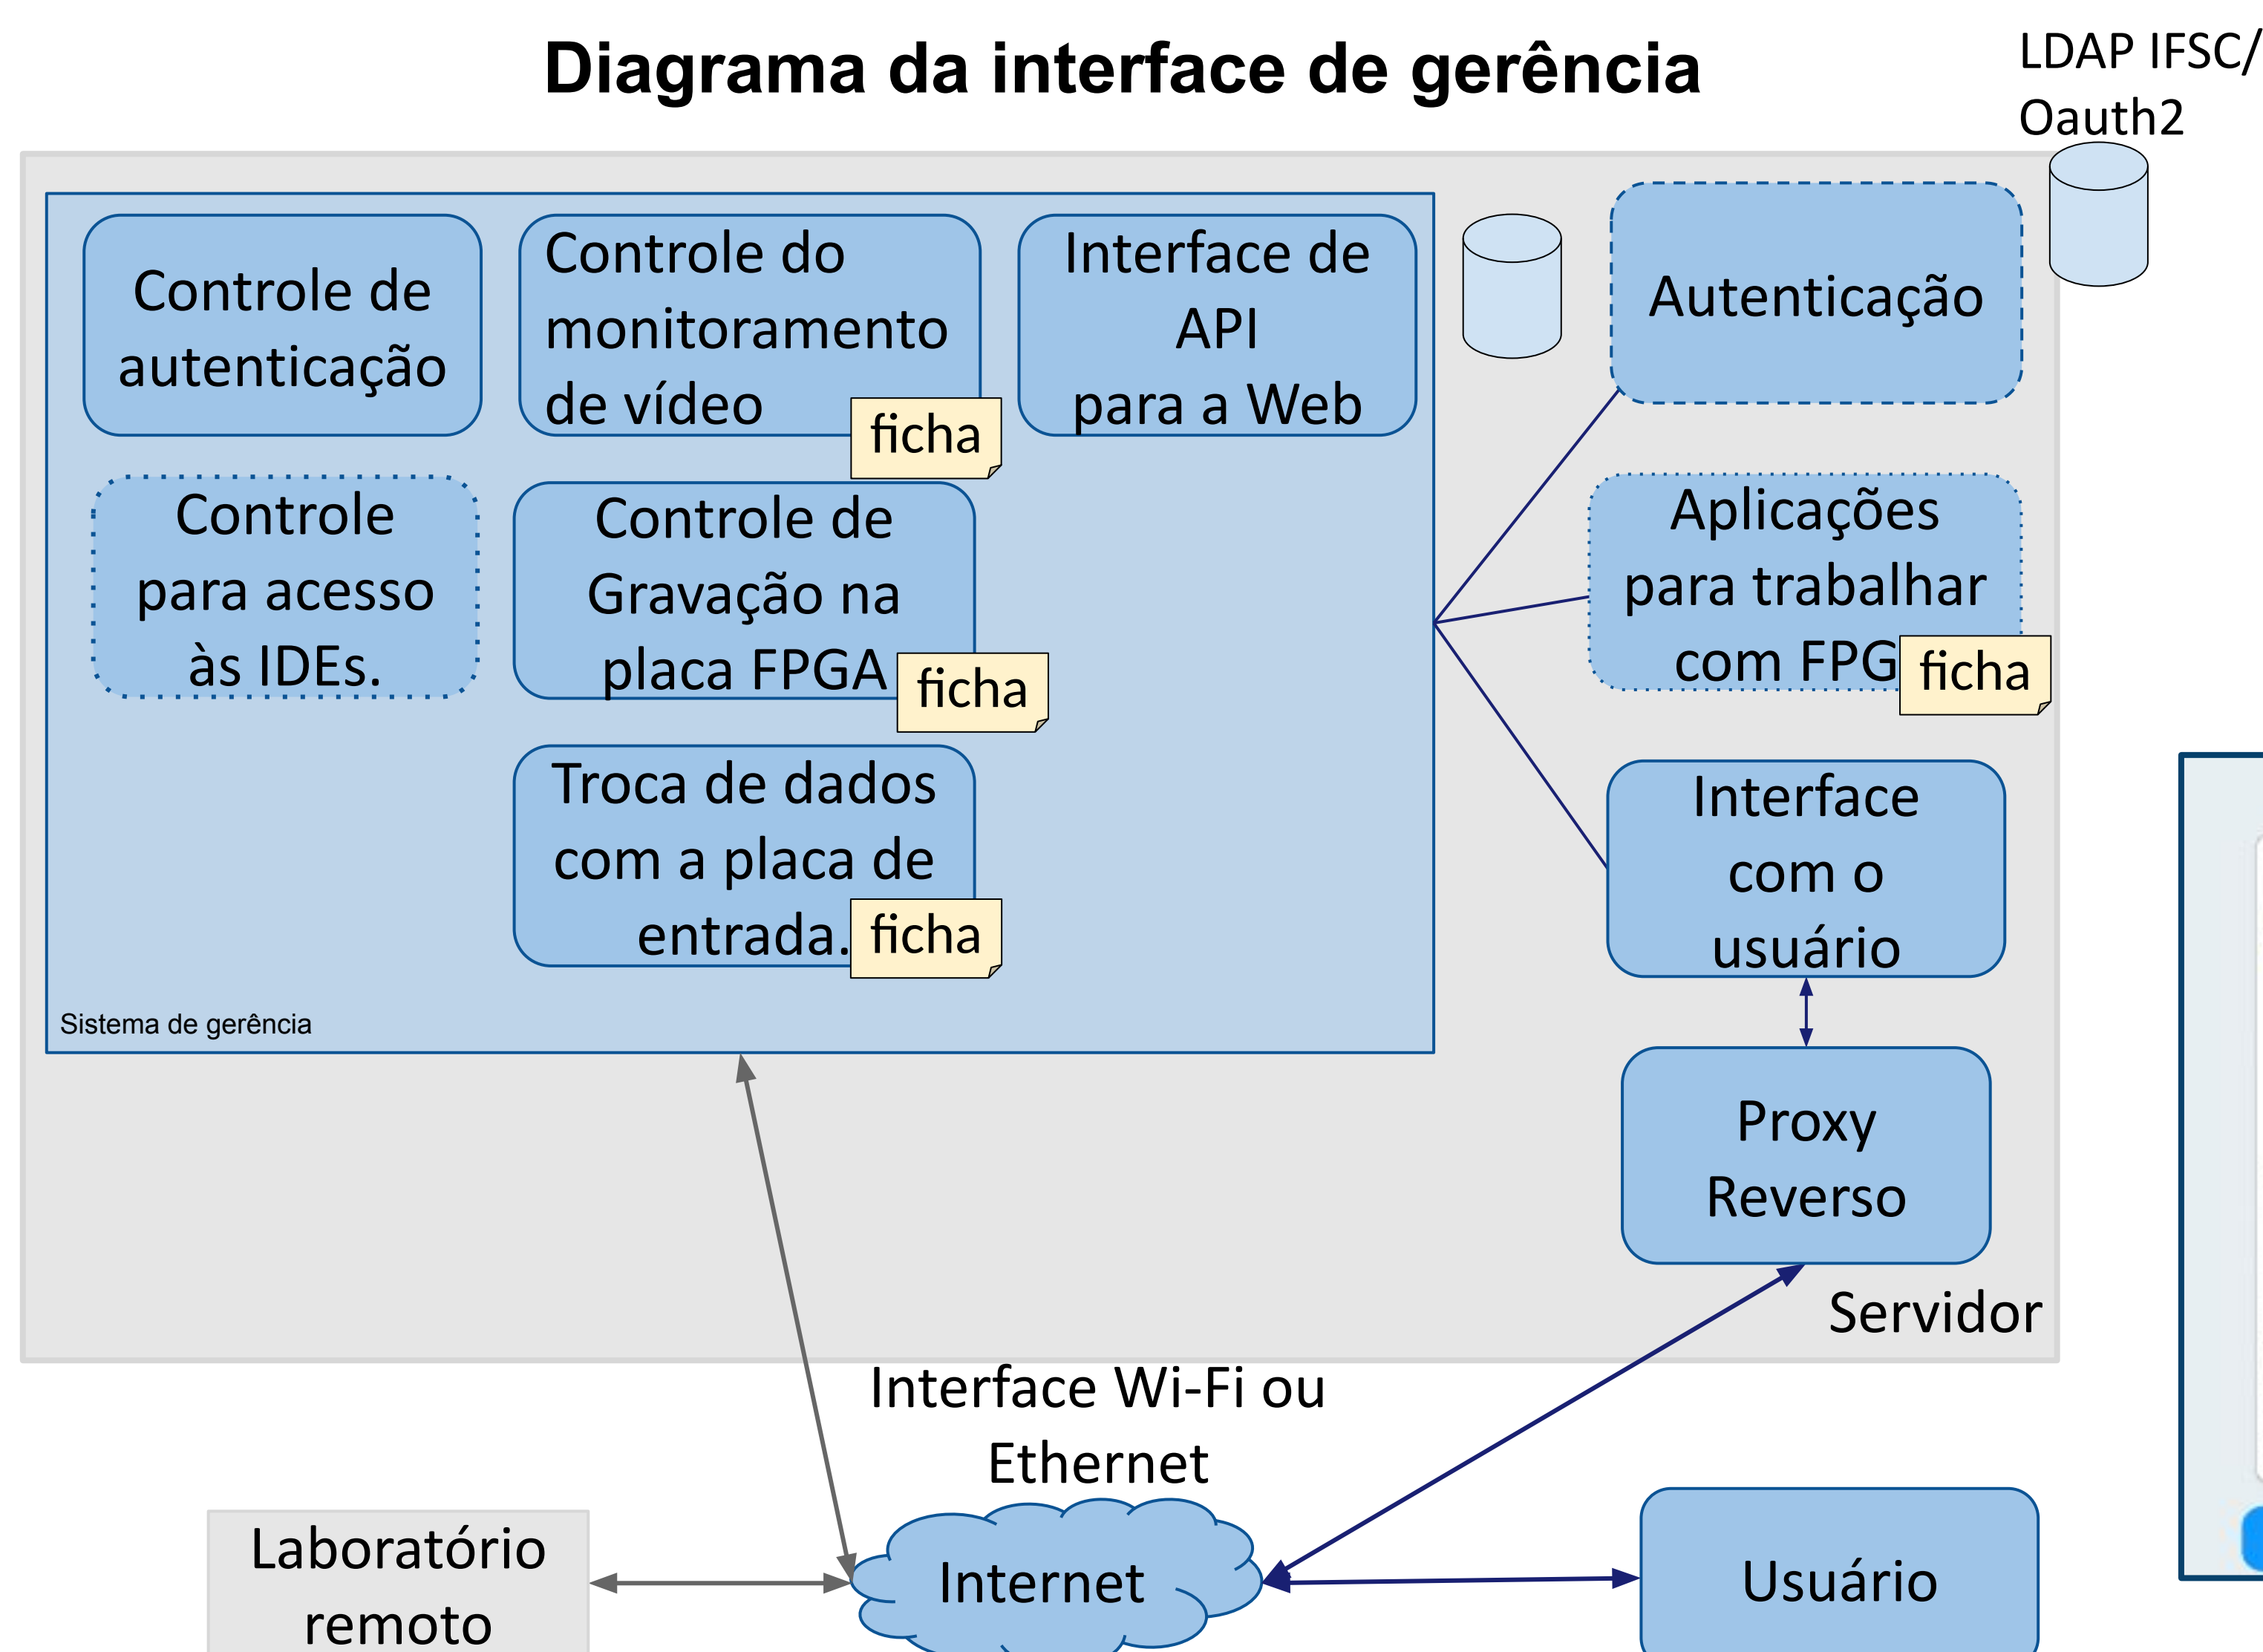 Diagrama da interface de gerência
LDAP IFSC/
Oauth2
Controle de
autenticação
Controle do
monitoramento
de vídeo
ficha
Interface de
API
para a Web
Autenticação
Controle
para acesso
às IDEs.
Controle de
Gravação na
placa FPGA
ficha
Aplicações
para trabalhar
com FPG
ficha
Troca de dados
com a placa de
entrada.
ficha
Interface
com o
usuário
Sistema de gerência
Proxy
Reverso
Servidor
Interface Wi-Fi ou
Ethernet
Laboratório
remoto
Internet
Usuário